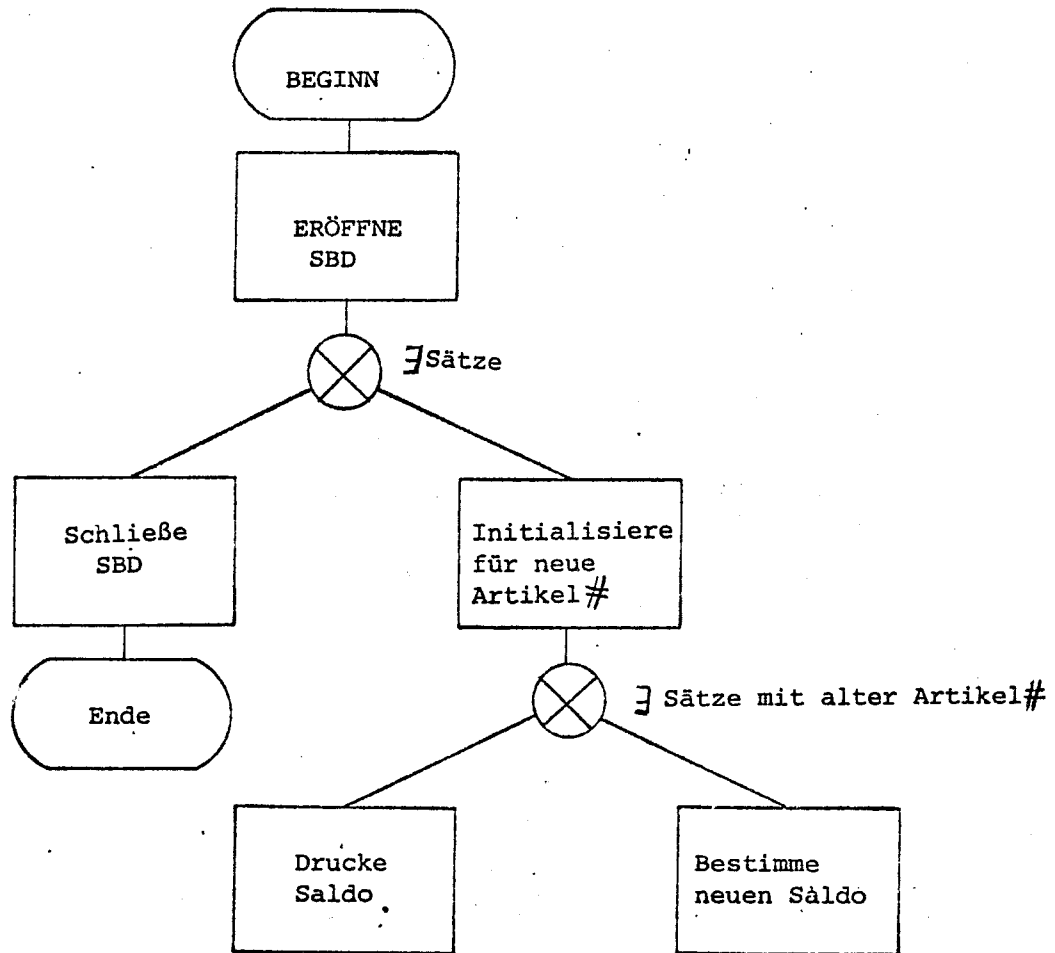 BEGINN
ERÖFFNE
SBD
∃ Sätze
Schließe
SBD
Initialisiere
für neue
Artikel #
Ende
∃ Sätze mit alter Artikel #
Drucke
Saldo
Bestimme
neuen Saldo